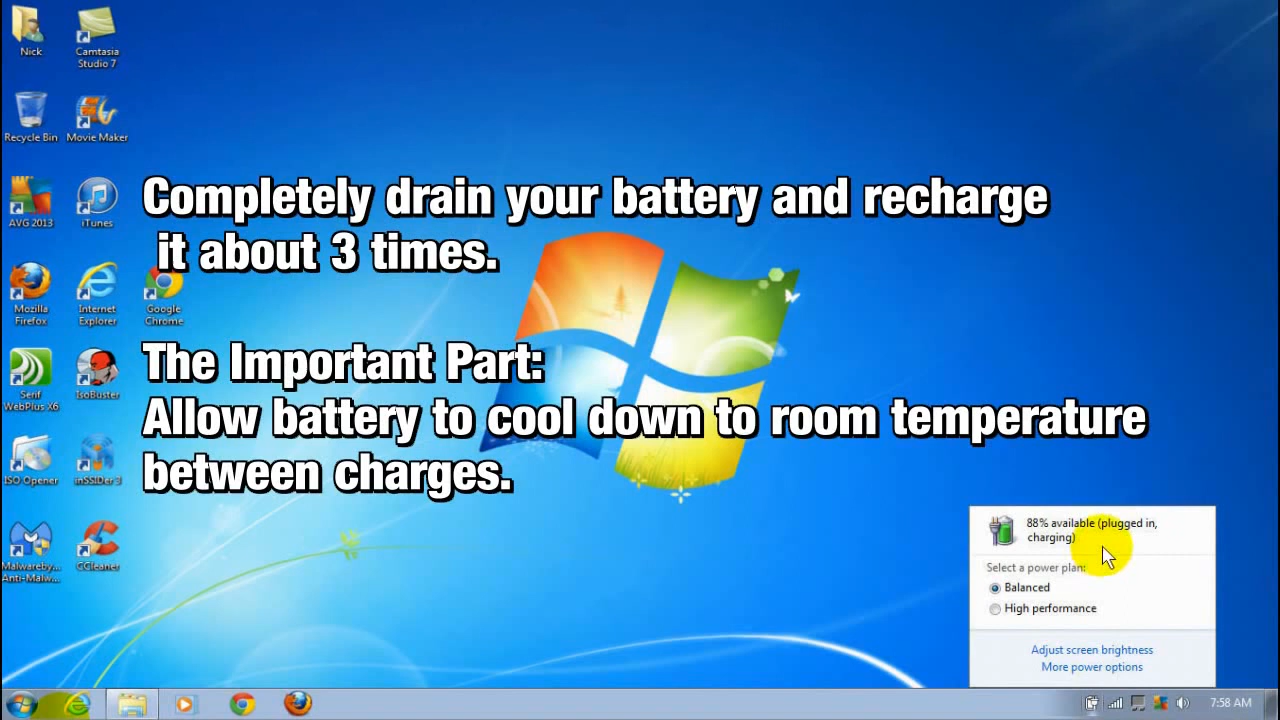 Nick
Camtasia
Studio 7
Recycle Bin
Movie Maker
AVG 2013
iTunes
Completely drain your battery and recharge
it about 3 times.
Mozilla
Firefox
Internet
Explorer
Google
Chrome
The Important Part:
Allow battery to cool down to room temperature
between charges.
Serif
WebPlus X6
IsoBuster
ISO Opener
inSSIDer 3
Malwareby...
Anti-Malw...
CCleaner
88% available (plugged in,
charging)
Select a power plan:
Balanced
High performance
Adjust screen brightness
More power options
7:58 AM